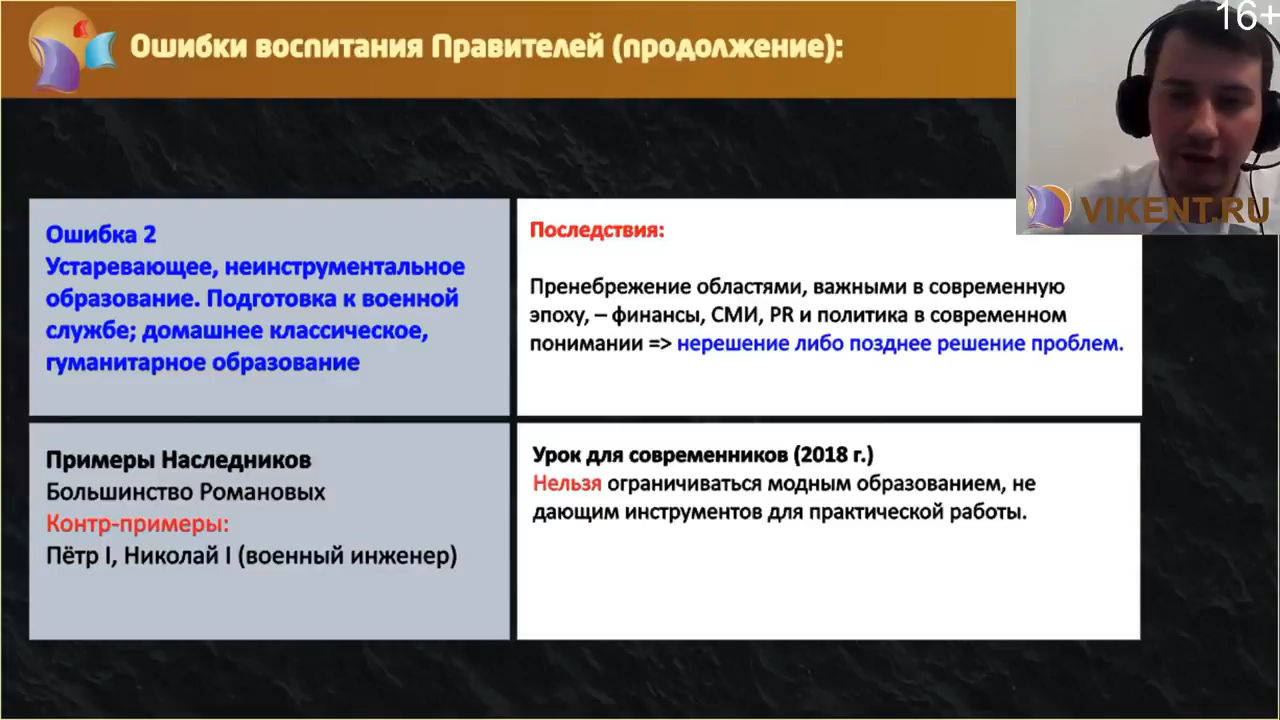 Ошибки воспитания Правителей (продолжение):
16+
VIKENT.RU
Ошибка 2
Устаревающее, неинструментальное
образование. Подготовка к военной
службе; домашнее классическое,
гуманитарное образование
Последствия:
Пренебрежение областями, важными в современную
эпоху, – финансы, СМИ, PR и политика в современном
понимании => нерешение либо позднее решение проблем.
Примеры Наследников
Большинство Романовых
Контр-примеры:
Пётр I, Николай I (военный инженер)
Урок для современников (2018 г.)
Нельзя ограничиваться модным образованием, не
дающим инструментов для практической работы.